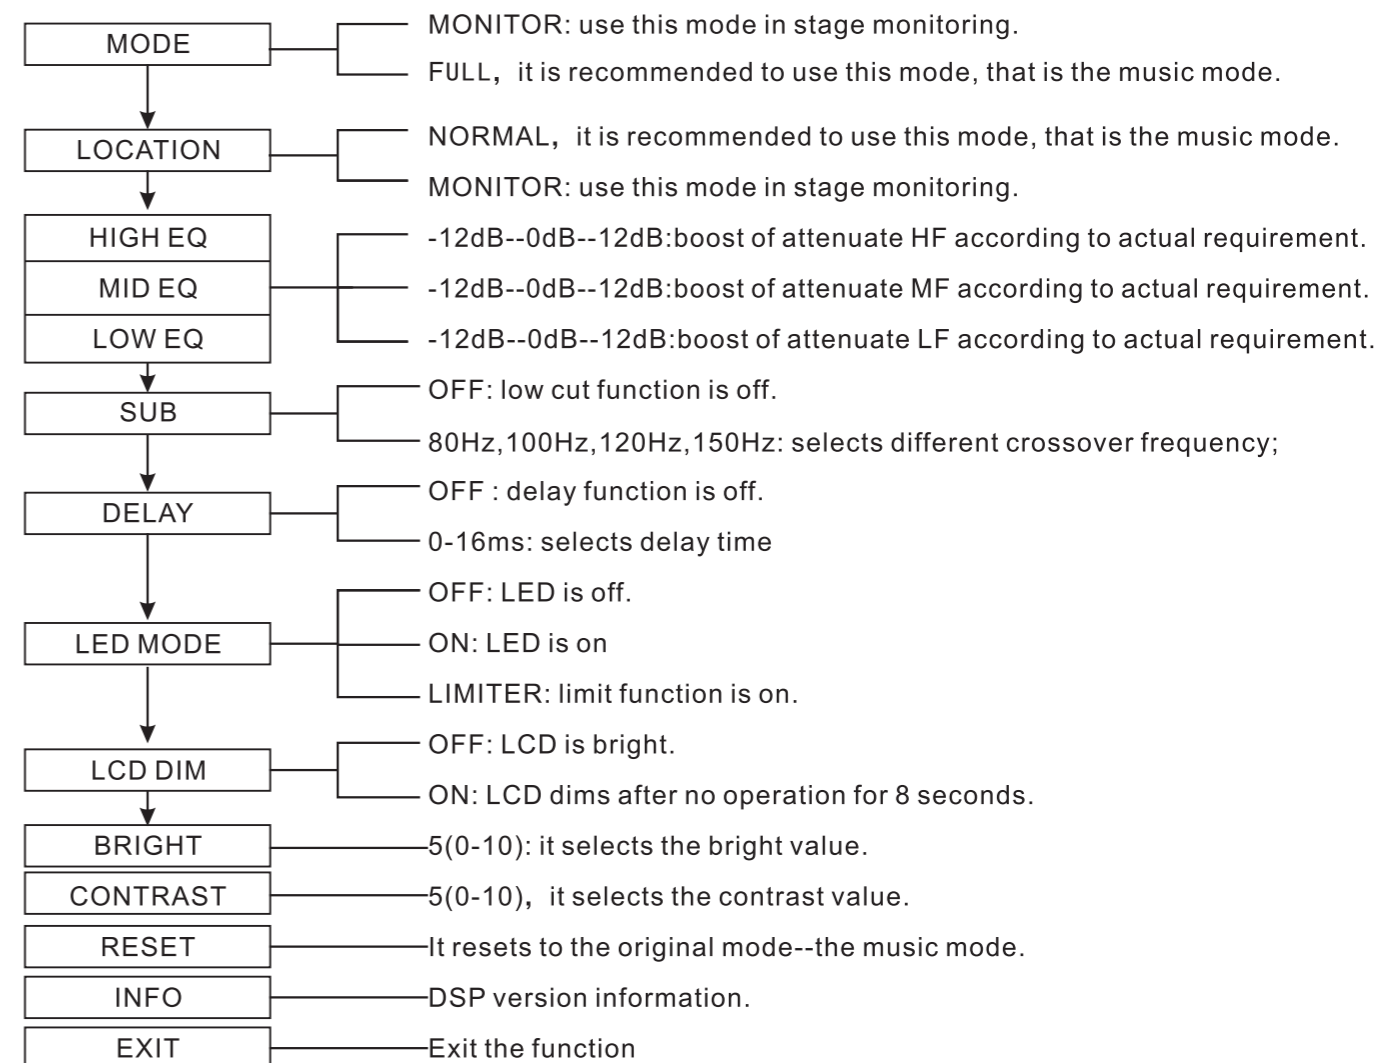 MODE
MONITOR: use this mode in stage monitoring.
FULL, it is recommended to use this mode, that is the music mode.
LOCATION
NORMAL, it is recommended to use this mode, that is the music mode.
MONITOR: use this mode in stage monitoring.
HIGH EQ
-12dB--0dB--12dB:boost of attenuate HF according to actual requirement.
MID EQ
-12dB--0dB--12dB:boost of attenuate MF according to actual requirement.
LOW EQ
-12dB--0dB--12dB:boost of attenuate LF according to actual requirement.
SUB
OFF: low cut function is off.
80Hz,100Hz,120Hz,150Hz: selects different crossover frequency;
DELAY
OFF : delay function is off.
0-16ms: selects delay time
LED MODE
OFF: LED is off.
ON: LED is on
LIMITER: limit function is on.
LCD DIM
OFF: LCD is bright.
ON: LCD dims after no operation for 8 seconds.
BRIGHT
5(0-10): it selects the bright value.
CONTRAST
5(0-10), it selects the contrast value.
RESET
It resets to the original mode--the music mode.
INFO
DSP version information.
EXIT
Exit the function